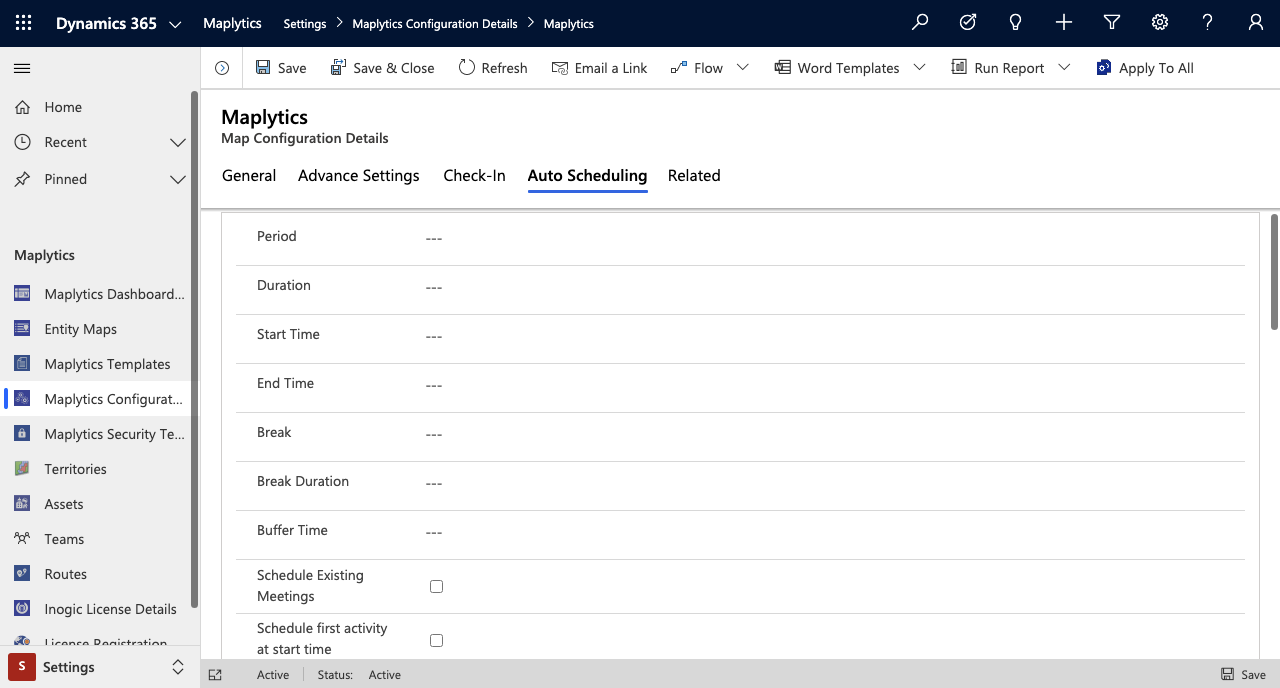 Dynamics 365 Maplytics Settings Maplytics Configuration Details Maplytics
Save Save & Close Refresh Email a Link Flow Word Templates Run Report Apply To All
Home
Recent
Pinned
Maplytics
Maplytics Dashboard...
Entity Maps
Maplytics Templates
Maplytics Configurat...
Maplytics Security Te...
Territories
Assets
Teams
Routes
Inogic License Details
License Registration
S Settings
Maplytics
Map Configuration Details
General Advance Settings Check-In Auto Scheduling Related
Period ---
Duration ---
Start Time ---
End Time ---
Break ---
Break Duration ---
Buffer Time ---
Schedule Existing
Meetings
Schedule first activity
at start time
Active Status: Active Save